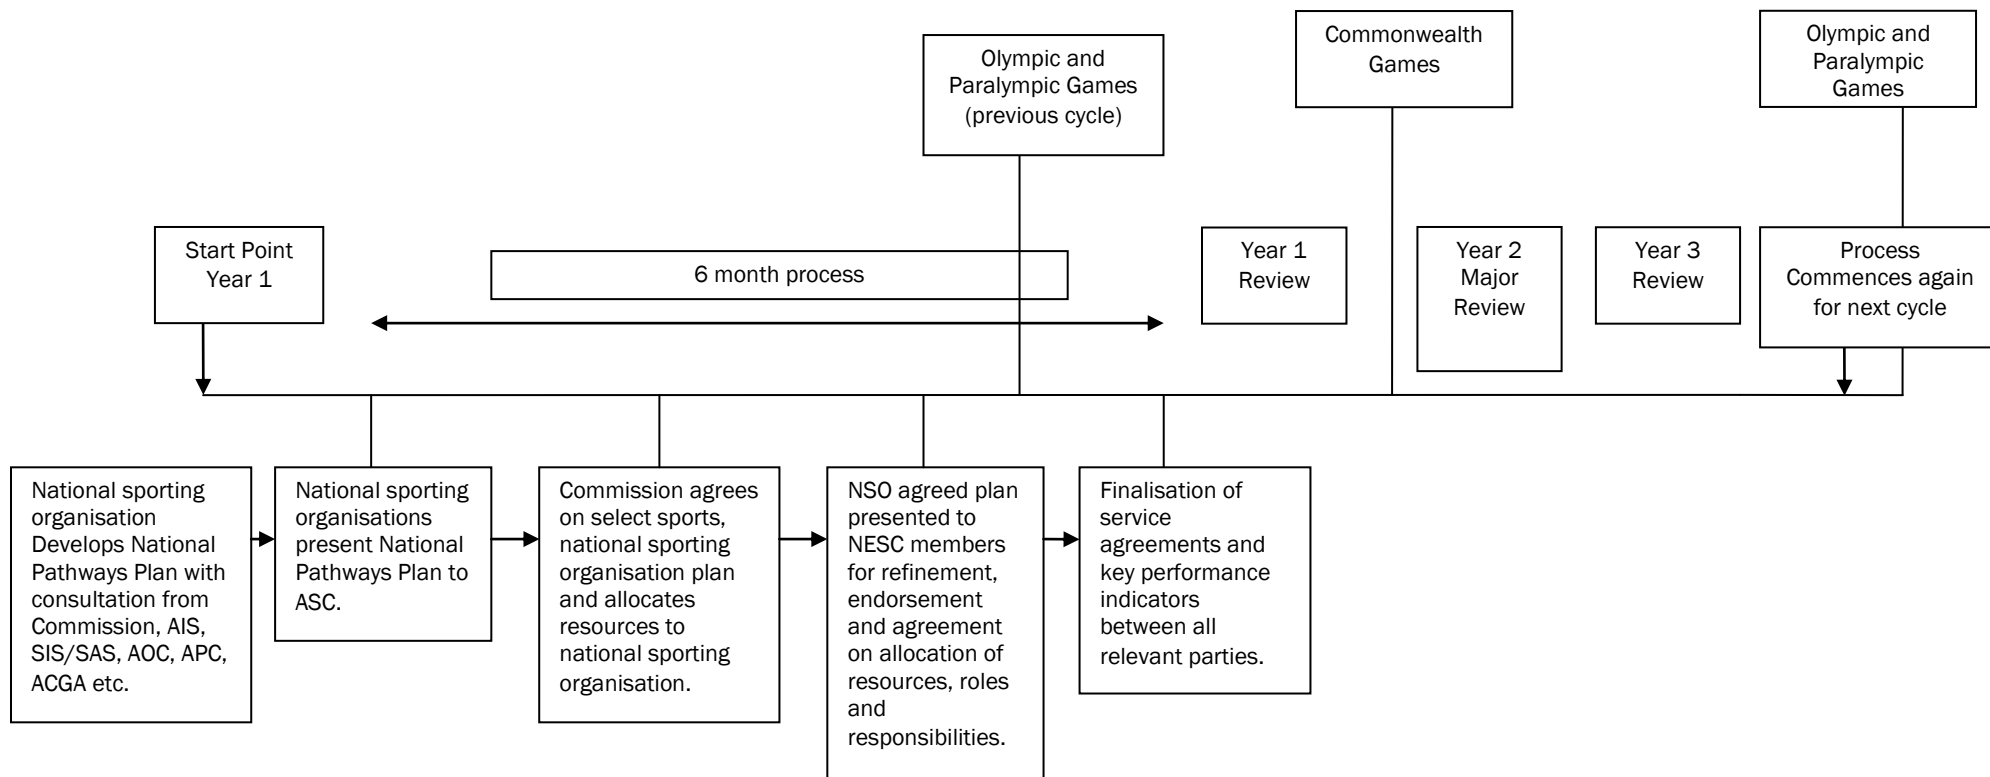 Olympic and
Paralympic Games
(previous cycle)
Commonwealth
Games
Olympic and
Paralympic
Games
Start Point
Year 1
6 month process
Year 1
Review
Year 2
Major
Review
Year 3
Review
Process
Commences again
for next cycle
National sporting
organisation
Develops National
Pathways Plan with
consultation from
Commission, AIS,
SIS/SAS, AOC, APC,
ACGA etc.
National sporting
organisations
present National
Pathways Plan to
ASC.
Commission agrees
on select sports,
national sporting
organisation plan
and allocates
resources to
national sporting
organisation.
NSO agreed plan
presented to
NESC members
for refinement,
endorsement
and agreement
on allocation of
resources, roles
and
responsibilities.
Finalisation of
service
agreements and
key performance
indicators
between all
relevant parties.